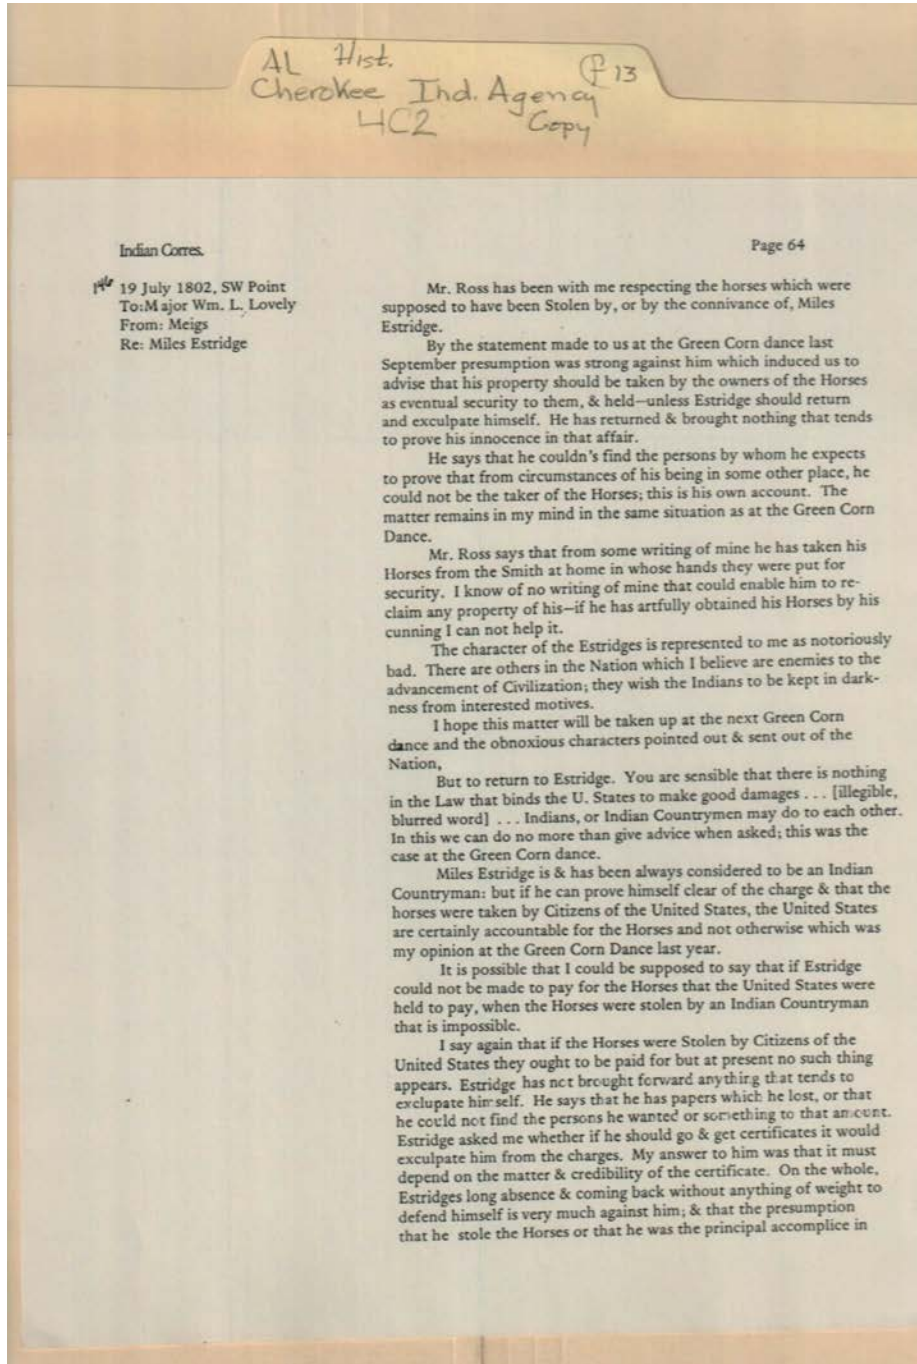 AL Hist.
F 13
Cherokee Ind. Agency
4C2 Copy
Indian Corres.
Page 64
146 19 July 1802, SW Point
To:Major Wm. L. Lovely
From: Meigs
Re: Miles Estridge
Mr. Ross has been with me respecting the horses which were
supposed to have been Stolen by, or by the connivance of, Miles
Estridge.
By the statement made to us at the Green Corn dance last
September presumption was strong against him which induced us to
advise that his property should be taken by the owners of the Horses
as eventual security to them, & held—unless Estridge should return
and exculpate himself. He has returned & brought nothing that tends
to prove his innocence in that affair.
He says that he couldn's find the persons by whom he expects
to prove that from circumstances of his being in some other place, he
could not be the taker of the Horses; this is his own account. The
matter remains in my mind in the same situation as at the Green Corn
Dance.
Mr. Ross says that from some writing of mine he has taken his
Horses from the Smith at home in whose hands they were put for
security. I know of no writing of mine that could enable him to re-
claim any property of his—if he has artfully obtained his Horses by his
cunning I can not help it.
The character of the Estridges is represented to me as notoriously
bad. There are others in the Nation which I believe are enemies to the
advancement of Civilization; they wish the Indians to be kept in dark-
ness from interested motives.
I hope this matter will be taken up at the next Green Corn
dance and the obnoxious characters pointed out & sent out of the
Nation,
But to return to Estridge. You are sensible that there is nothing
in the Law that binds the U. States to make good damages . . . [illegible,
blurred word] . . . Indians, or Indian Countrymen may do to each other.
In this we can do no more than give advice when asked; this was the
case at the Green Corn dance.
Miles Estridge is & has been always considered to be an Indian
Countryman: but if he can prove himself clear of the charge & that the
horses were taken by Citizens of the United States, the United States
are certainly accountable for the Horses and not otherwise which was
my opinion at the Green Corn Dance last year.
It is possible that I could be supposed to say that if Estridge
could not be made to pay for the Horses that the United States were
held to pay, when the Horses were stolen by an Indian Countryman
that is impossible.
I say again that if the Horses were Stolen by Citizens of the
United States they ought to be paid for but at present no such thing
appears. Estridge has not brought forward anything that tends to
exclupate himself. He says that he has papers which he lost, or that
he could not find the persons he wanted or something to that amount.
Estridge asked me whether if he should go & get certificates it would
exculpate him from the charges. My answer to him was that it must
depend on the matter & credibility of the certificate. On the whole,
Estridges long absence & coming back without anything of weight to
defend himself is very much against him; & that the presumption
that he stole the Horses or that he was the principal accomplice in